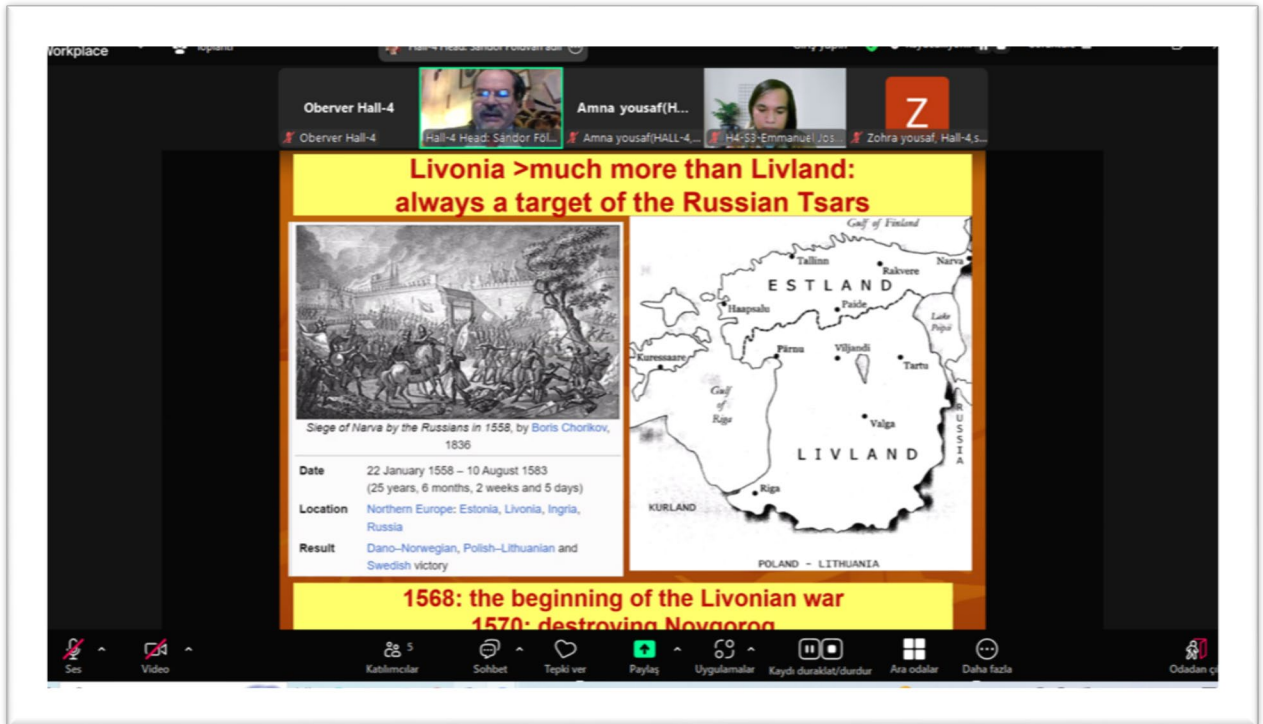 Workplace
Toplantı
Oberver Hall-4
Amna yousaf(H...
Z
Oberver Hall-4
Hall-4 Head: Sándor Föl...
Amna yousaf(HALL-4,...
H4-S3-Emmanuel Jos...
Zohra yousaf, Hall-4,s...
Livonia >much more than Livland:
always a target of the Russian Tsars
Siege of Narva by the Russians in 1558, by Boris Chorikov,
1836
Date 22 January 1558 – 10 August 1583
(25 years, 6 months, 2 weeks and 5 days)
Location Northern Europe: Estonia, Livonia, Ingria,
Russia
Result Dano–Norwegian, Polish–Lithuanian and
Swedish victory
Gulf of Finland
Tallinn
Narva
Rakvere
ESTLAND
Haapsalu
Paide
Lake
Kuressaare
Pärnu
Viljandi
Tartu
Gulf
of
Riga
Valga
RUSSIA
LIVLAND
Riga
KURLAND
POLAND - LITHUANIA
1568: the beginning of the Livonian war
1570: destroying Novgorog
5
Ses
Video
Katılımcılar
Sohbet
Tepki ver
Paylaş
Uygulamalar
Kaydı duraklat/durdur
Ara odalar
Daha fazla
Odadan çı